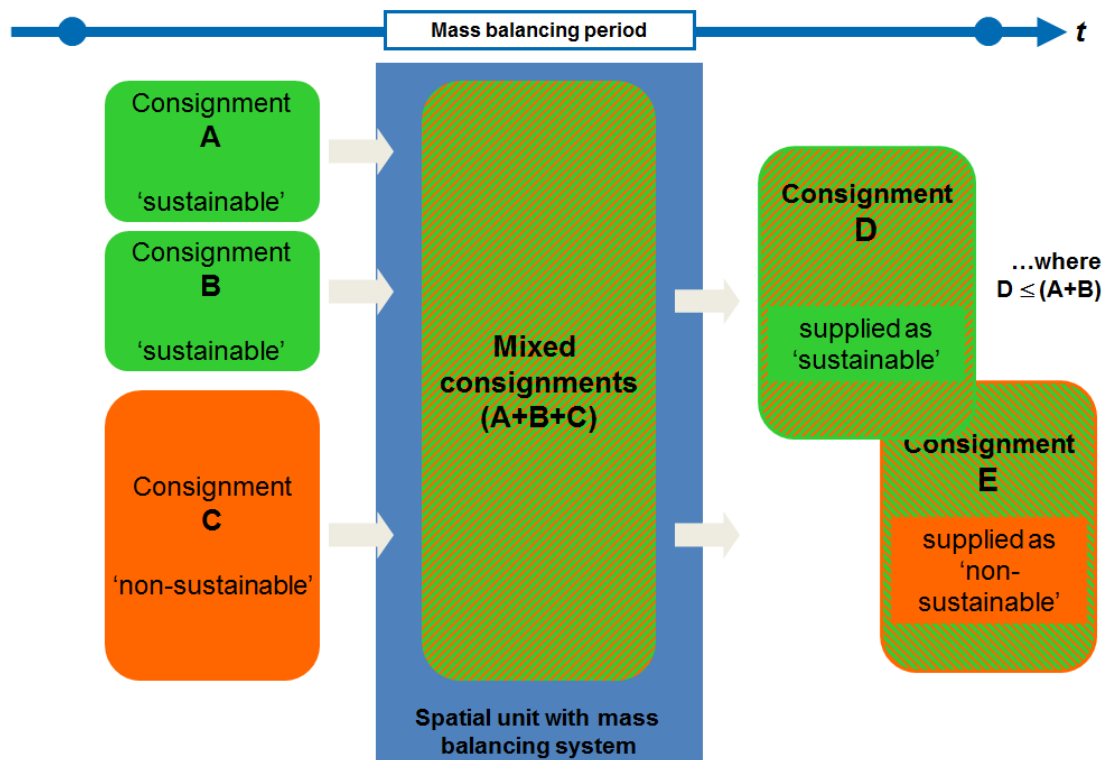 Mass balancing period
t
Consignment
A
‘sustainable’
Consignment
B
‘sustainable’
Consignment
C
‘non-sustainable’
Mixed
consignments
(A+B+C)
Spatial unit with mass
balancing system
Consignment
D
supplied as
‘sustainable’
…where
D ≤ (A+B)
Consignment
E
supplied as
‘non-
sustainable’